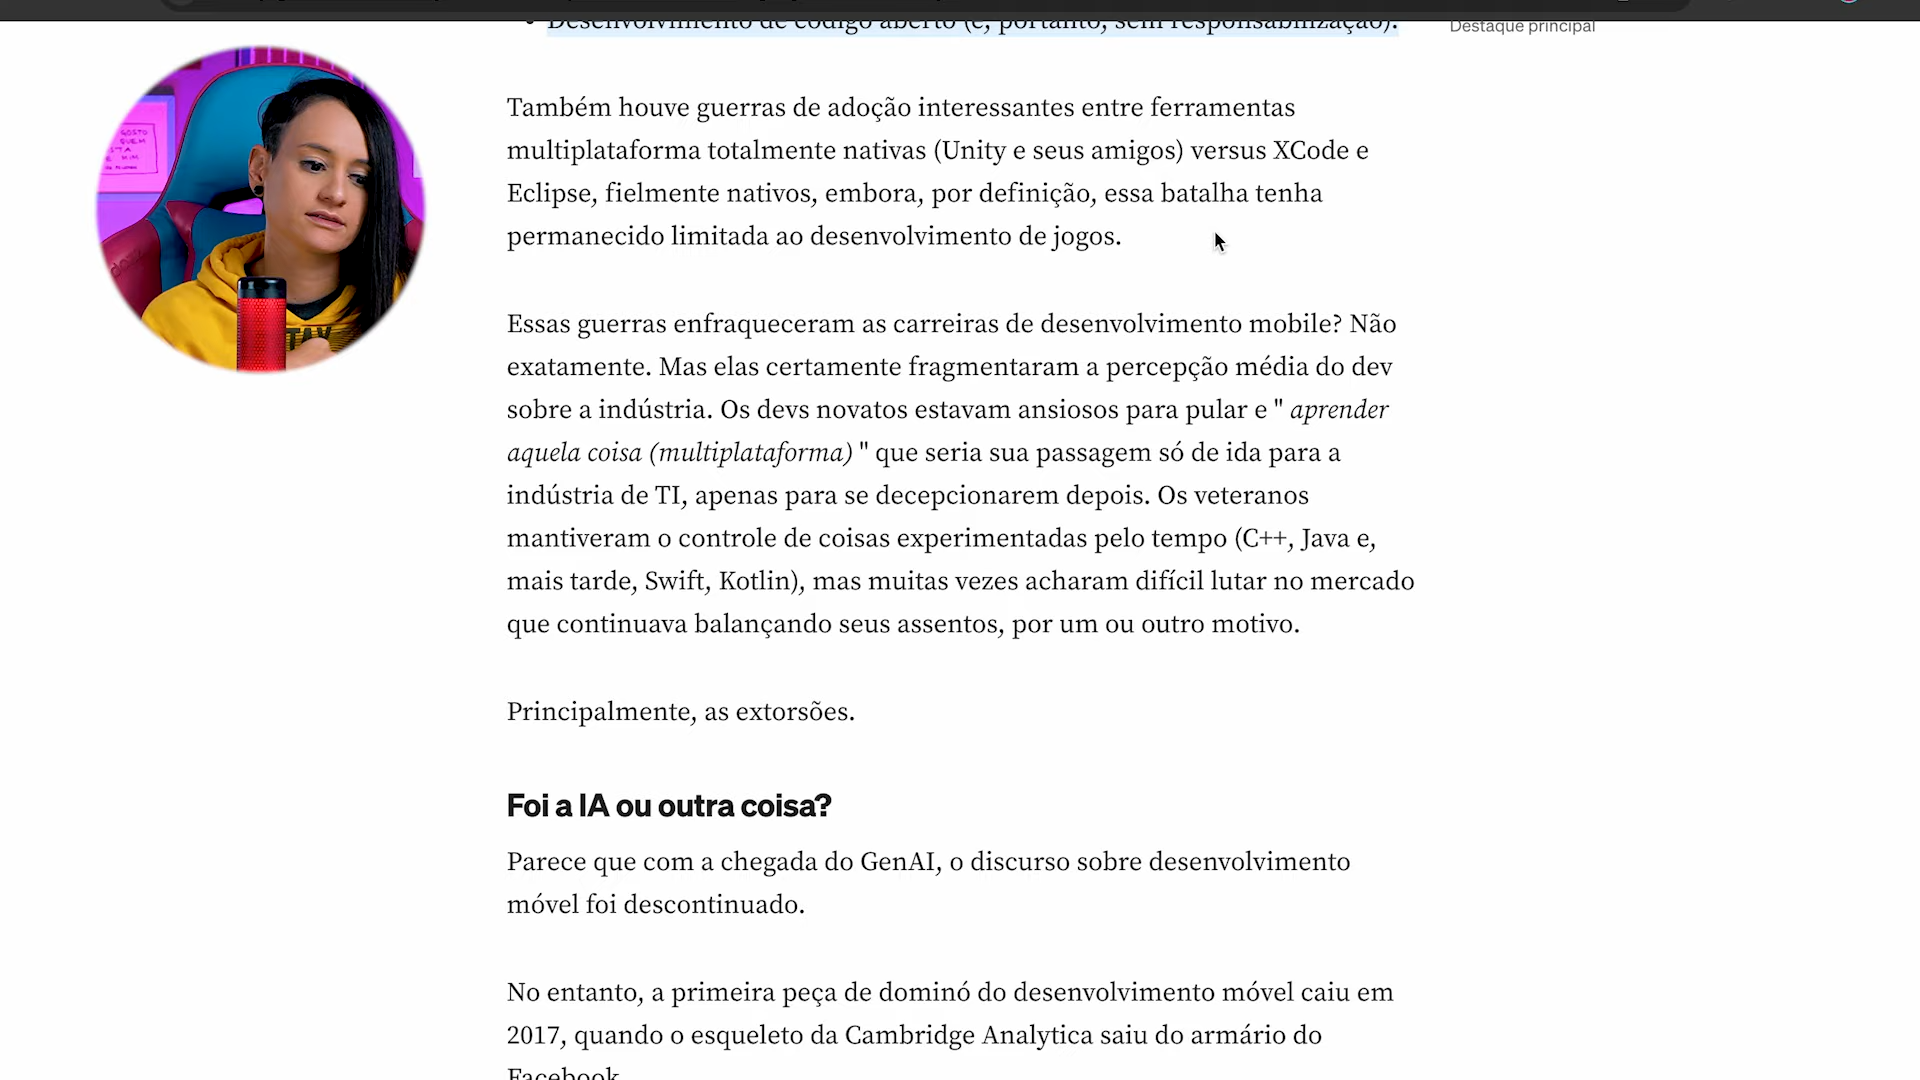 Desenvolvimento de código aberto (e, portanto, sem responsabilização).
Destaque principal
Também houve guerras de adoção interessantes entre ferramentas
multiplataforma totalmente nativas (Unity e seus amigos) versus XCode e
Eclipse, fielmente nativos, embora, por definição, essa batalha tenha
permanecido limitada ao desenvolvimento de jogos.
Essas guerras enfraqueceram as carreiras de desenvolvimento mobile? Não
exatamente. Mas elas certamente fragmentaram a percepção média do dev
sobre a indústria. Os devs novatos estavam ansiosos para pular e " aprender
aquela coisa (multiplataforma) " que seria sua passagem só de ida para a
indústria de TI, apenas para se decepcionarem depois. Os veteranos
mantiveram o controle de coisas experimentadas pelo tempo (C++, Java e,
mais tarde, Swift, Kotlin), mas muitas vezes acharam difícil lutar no mercado
que continuava balançando seus assentos, por um ou outro motivo.
Principalmente, as extorsões.
Foi a IA ou outra coisa?
Parece que com a chegada do GenAI, o discurso sobre desenvolvimento
móvel foi descontinuado.
No entanto, a primeira peça de dominó do desenvolvimento móvel caiu em
2017, quando o esqueleto da Cambridge Analytica saiu do armário do
Facebook